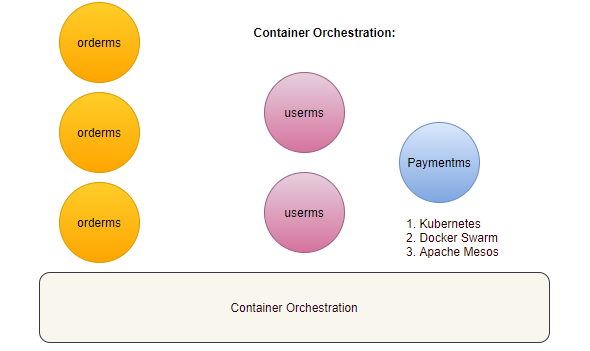 orderms
Container Orchestration:
userms
orderms
Paymentms
orderms
userms
1. Kubernetes
2. Docker Swarm
3. Apache Mesos
Container Orchestration